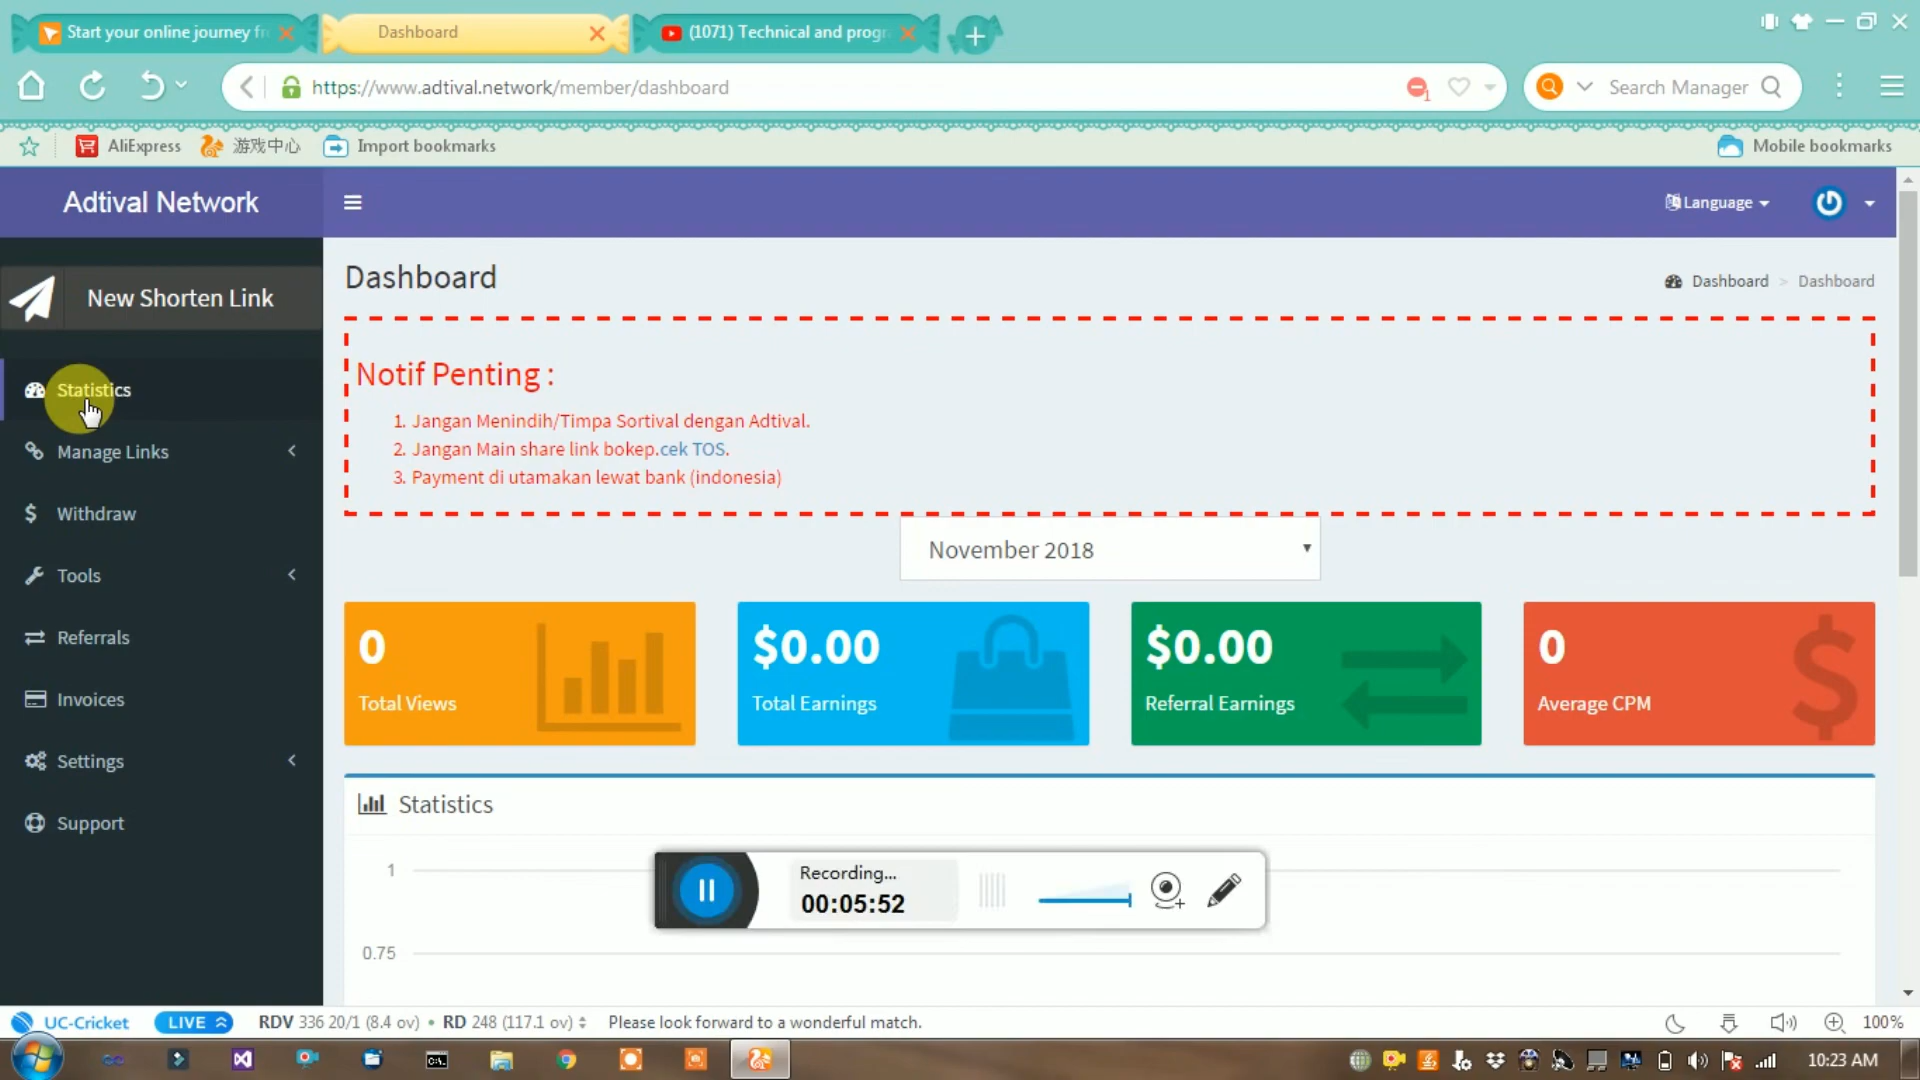 Start your online journey fr
Dashboard
(1071) Technical and progr
https://www.adtival.network/member/dashboard
1
Search Manager
AliExpress
游戏中心
Import bookmarks
Mobile bookmarks
Adtival Network
Language
New Shorten Link
Dashboard
Dashboard > Dashboard
Notif Penting :
1. Jangan Menindih/Timpa Sortival dengan Adtival.
2. Jangan Main share link bokep.cek TOS.
3. Payment di utamakan lewat bank (indonesia)
Statistics
Manage Links
Withdraw
Tools
Referrals
Invoices
Settings
Support
November 2018
0
Total Views
$0.00
Total Earnings
$0.00
Referral Earnings
0
Average CPM
Statistics
1
0.75
Recording...
00:05:52
UC-Cricket
LIVE
RDV 336 20/1 (8.4 ov) • RD 248 (117.1 ov)
Please look forward to a wonderful match.
100%
10:23 AM